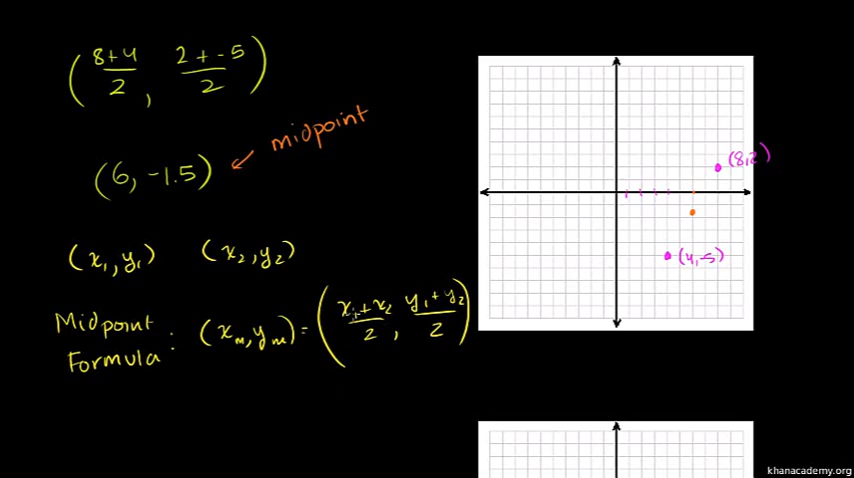 (8+4/2, 2+-5/2)
midpoint
(6, -1.5)
(x₁,y₁) (x₂,y₂)
Midpoint Formula: (xₘ,yₘ) = (x₁+x₂/2, y₁+y₂/2)
(8,2)
(4,-5)
khanacademy.org